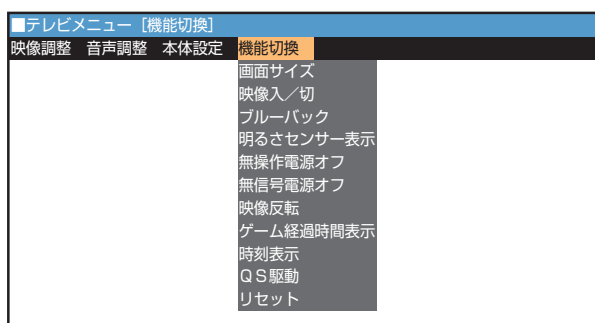 ■テレビメニュー［機能切換］
映像調整 音声調整 本体設定 機能切換
画面サイズ
映像入／切
ブルーバック
明るさセンサー表示
無操作電源オフ
無信号電源オフ
映像反転
ゲーム経過時間表示
時刻表示
ＱＳ駆動
リセット